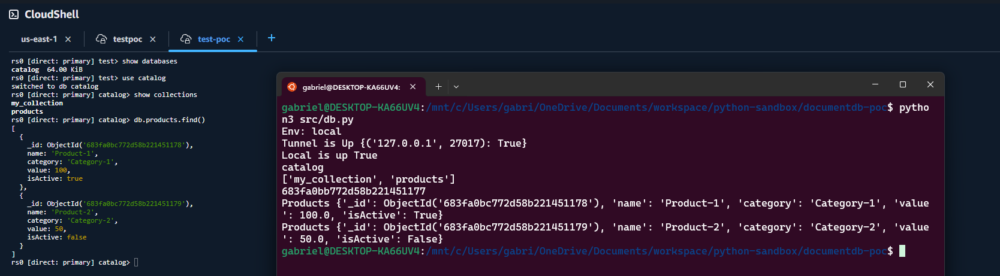 CloudShell
us-east-1 × testpoc × test-poc × +
rs0 [direct: primary] test> show databases
catalog  64.00 KiB
rs0 [direct: primary] test> use catalog
switched to db catalog
rs0 [direct: primary] catalog> show collections
my_collection
products
rs0 [direct: primary] catalog> db.products.find()
[
  {
    _id: ObjectId('683fa0bc772d58b221451178'),
    name: 'Product-1',
    category: 'Category-1',
    value: 100,
    isActive: true
  },
  {
    _id: ObjectId('683fa0bc772d58b221451179'),
    name: 'Product-2',
    category: 'Category-2',
    value: 50,
    isActive: false
  }
]
rs0 [direct: primary] catalog>
gabriel@DESKTOP-KA66UV4: × +
gabriel@DESKTOP-KA66UV4:/mnt/c/Users/gabri/OneDrive/Documents/workspace/python-sandbox/documentdb-poc$ pytho
n3 src/db.py
Env: local
Tunnel is Up {('127.0.0.1', 27017): True}
Local is up True
catalog
['my_collection', 'products']
683fa0bb772d58b221451177
Products {'_id': ObjectId('683fa0bc772d58b221451178'), 'name': 'Product-1', 'category': 'Category-1', 'value
': 100.0, 'isActive': True}
Products {'_id': ObjectId('683fa0bc772d58b221451179'), 'name': 'Product-2', 'category': 'Category-2', 'value
': 50.0, 'isActive': False}
gabriel@DESKTOP-KA66UV4:/mnt/c/Users/gabri/OneDrive/Documents/workspace/python-sandbox/documentdb-poc$